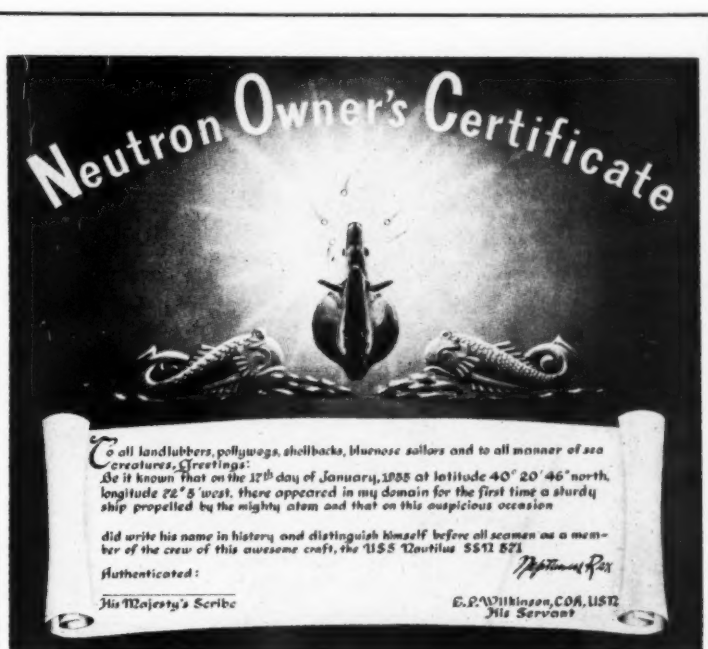 Neutron Owner's Certificate
To all landlubbers, pollywogs, shellbacks, bluenose sailors and to all manner of sea
creatures, Greetings:
Be it known that on the 17th day of January, 1955 at latitude 40° 20' 46" north,
longitude 72° 5' west, there appeared in my domain for the first time a sturdy
ship propelled by the mighty atom and that on this auspicious occasion
did write his name in history and distinguish himself before all seamen as a mem-
ber of the crew of this awesome craft, the USS Nautilus SSN 571
Authenticated:
Neptunus Rex
His Majesty's Scribe
E.P. Wilkinson, CDR, USN
His Servant